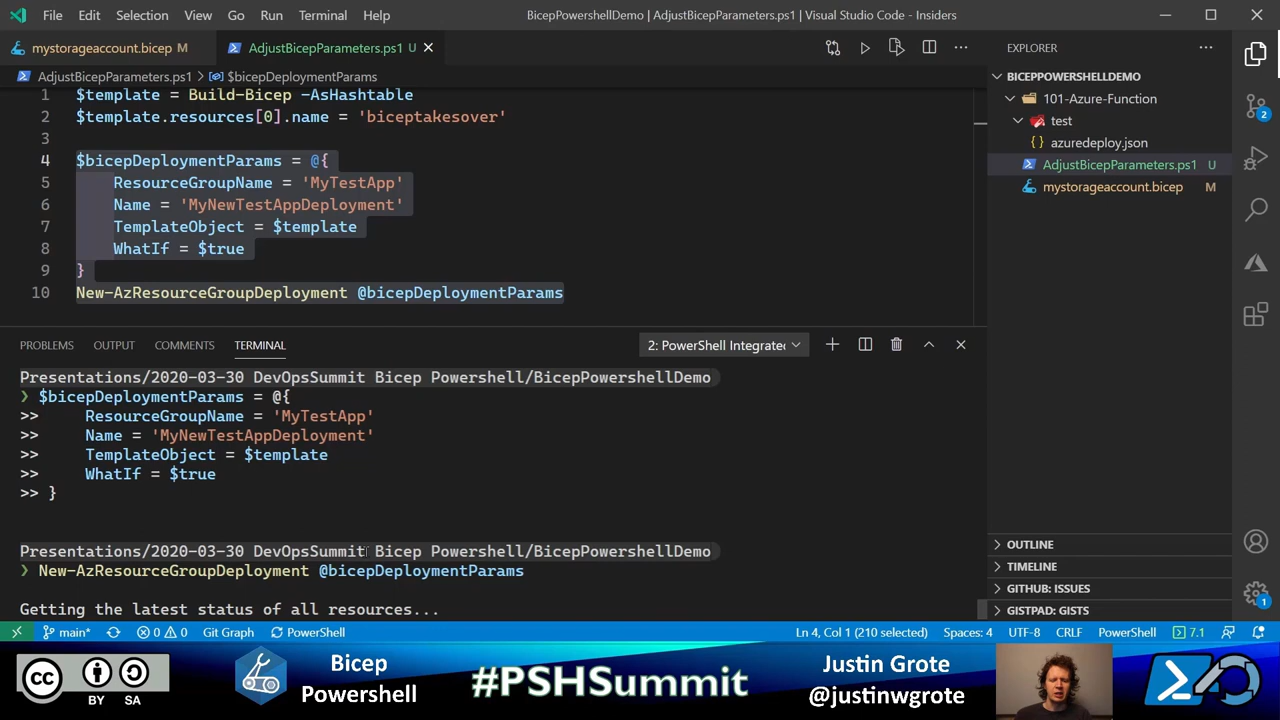 File Edit Selection View Go Run Terminal Help BicepPowershellDemo | AdjustBicepParameters.ps1 | Visual Studio Code - Insiders
mystorageaccount.bicep M AdjustBicepParameters.ps1 U
AdjustBicepParameters.ps1 > $bicepDeploymentParams
1 $template = Build-Bicep -AsHashtable
2 $template.resources[0].name = 'biceptakesover'
3
4 $bicepDeploymentParams = @{
5 ResourceGroupName = 'MyTestApp'
6 Name = 'MyNewTestAppDeployment'
7 TemplateObject = $template
8 WhatIf = $true
9 }
10 New-AzResourceGroupDeployment @bicepDeploymentParams
EXPLORER
BICEPPOWERSHELLDEMO
101-Azure-Function
test
{} azuredeploy.json
AdjustBicepParameters.ps1 U
mystorageaccount.bicep M
OUTLINE
TIMELINE
GITHUB: ISSUES
GISTPAD: GISTS
2
1
PROBLEMS OUTPUT COMMENTS TERMINAL 2: PowerShell Integrate
Presentations/2020-03-30 DevOpsSummit Bicep Powershell/BicepPowershellDemo
❯ $bicepDeploymentParams = @{
>> ResourceGroupName = 'MyTestApp'
>> Name = 'MyNewTestAppDeployment'
>> TemplateObject = $template
>> WhatIf = $true
>> }
Presentations/2020-03-30 DevOpsSummit Bicep Powershell/BicepPowershellDemo
❯ New-AzResourceGroupDeployment @bicepDeploymentParams
Getting the latest status of all resources...
main* 0 0 Git Graph PowerShell Ln 4, Col 1 (210 selected) Spaces: 4 UTF-8 CRLF PowerShell 7.1
cc BY SA
Bicep
Powershell
#PSHSummit
Justin Grote
@justinwgrote